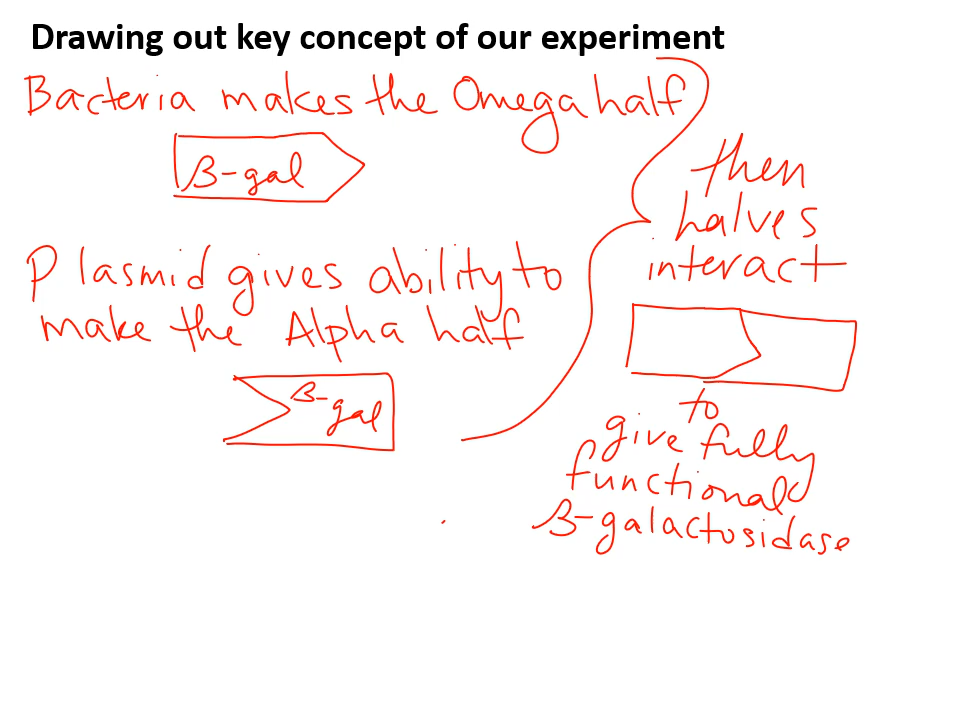 Drawing out key concept of our experiment
Bacteria makes the Omega half
β-gal
Plasmid gives ability to
make the Alpha half
β-gal
then
halves
interact
to
give fully
functional
β-galactosidase